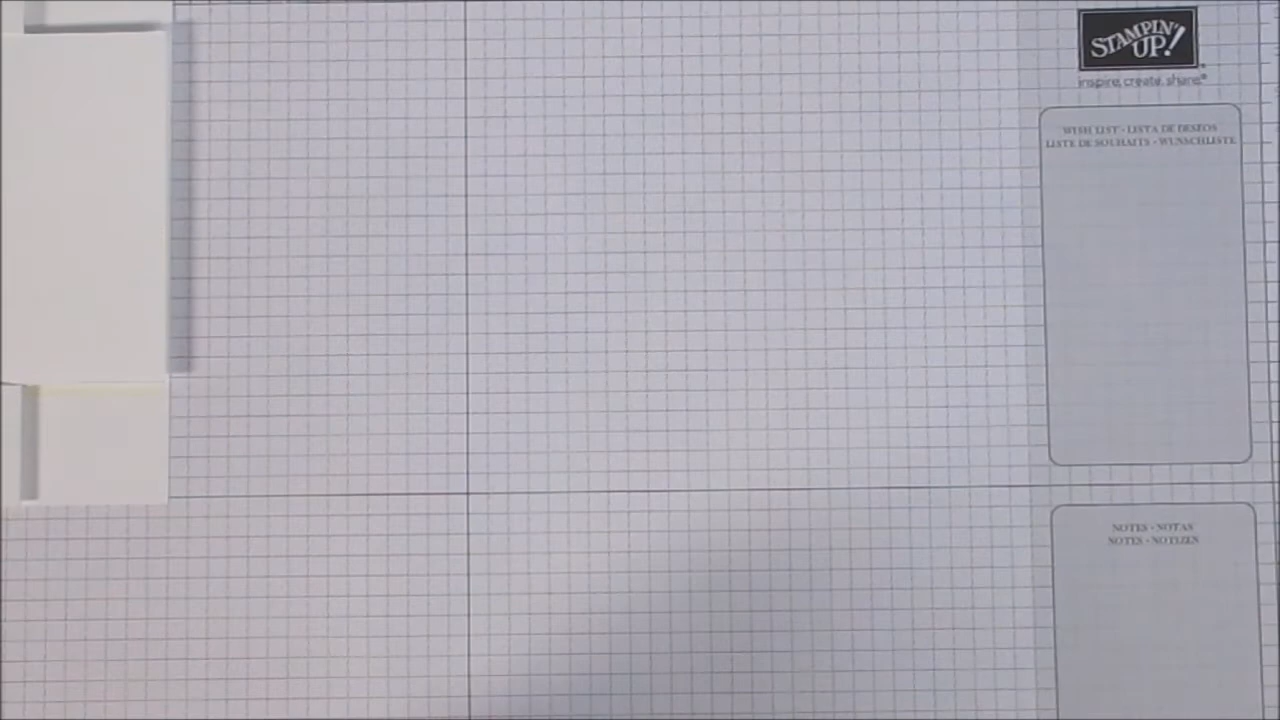 STAMPIN'
UP!®
inspire. create. share.®
WISH LIST • LISTA DE DESEOS
LISTE DE SOUHAITS • WUNSCHLISTE
NOTES • NOTAS
NOTES • NOTIZEN